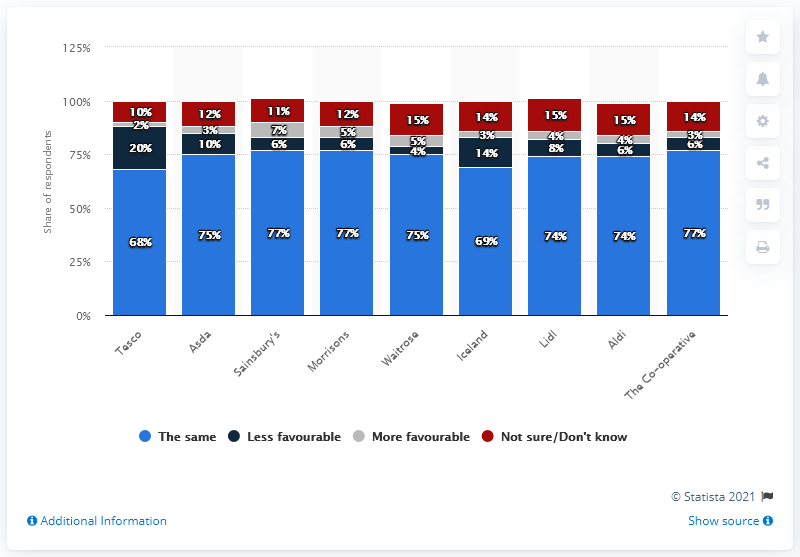 125%
100%
75%
50%
25%
0%
Share of respondents
10% 12% 11% 12% 15% 14% 15% 15% 14%
2% 3% 7% 5% 5% 3% 4% 4% 3%
20% 10% 6% 6% 4% 14% 8% 6% 6%
68% 75% 77% 77% 75% 69% 74% 74% 77%
Tesco
Asda
Sainsbury's
Morrisons
Waitrose
Iceland
Lidl
Aldi
The Co-operative
The same Less favourable More favourable Not sure/Don't know
© Statista 2021
Additional Information
Show source